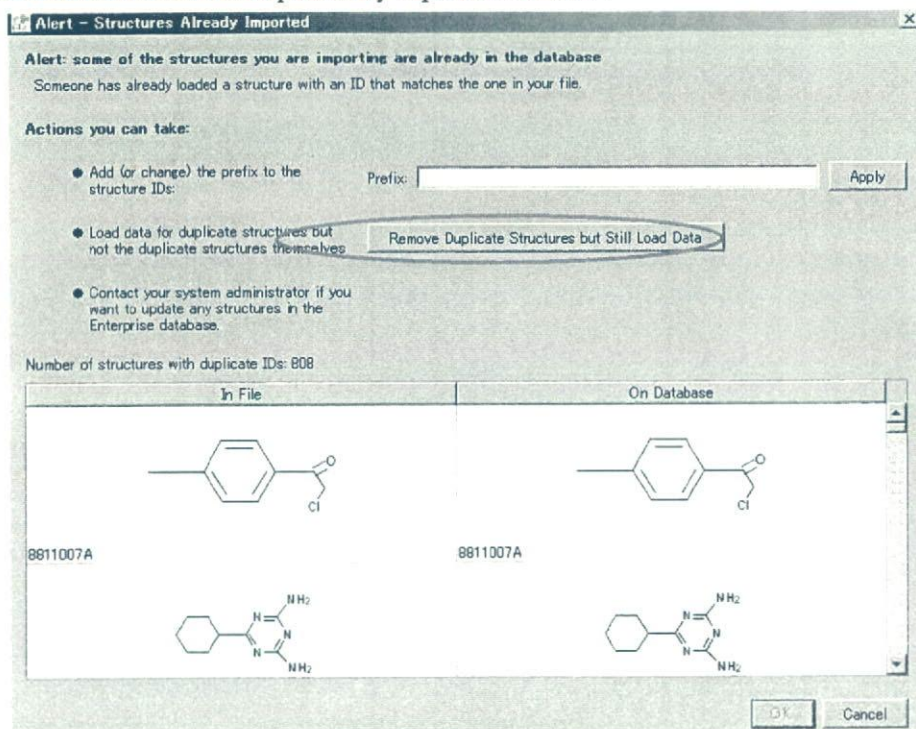 Alert - Structures Already Imported
Alert: some of the structures you are importing are already in the database
Someone has already loaded a structure with an ID that matches the one in your file.
Actions you can take:
● Add (or change) the prefix to the
structure IDs:
Prefix:
Apply
● Load data for duplicate structures but
not the duplicate structures themselves
Remove Duplicate Structures but Still Load Data
● Contact your system administrator if you
want to update any structures in the
Enterprise database.
Number of structures with duplicate IDs: 808
In File
On Database
O
Cl
O
Cl
8811007A
8811007A
NH2
N
N
N
NH2
NH2
N
N
N
NH2
OK
Cancel